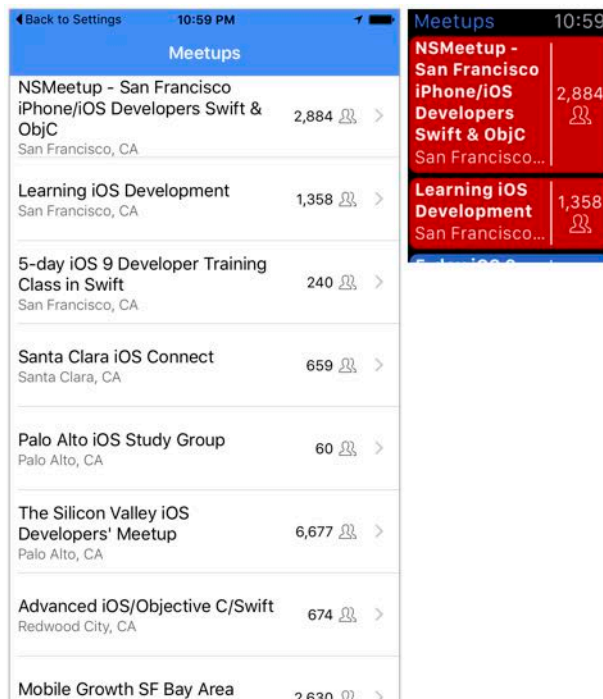 Back to Settings 10:59 PM
Meetups
NSMeetup - San Francisco
iPhone/iOS Developers Swift &
ObjC
2,884
San Francisco, CA
Learning iOS Development
1,358
San Francisco, CA
5-day iOS 9 Developer Training
Class in Swift
240
San Francisco, CA
Santa Clara iOS Connect
659
Santa Clara, CA
Palo Alto iOS Study Group
60
Palo Alto, CA
The Silicon Valley iOS
Developers' Meetup
6,677
Palo Alto, CA
Advanced iOS/Objective C/Swift
674
Redwood City, CA
Mobile Growth SF Bay Area
2,630
Meetups 10:59
NSMeetup -
San Francisco
iPhone/iOS
Developers
Swift & ObjC
2,884
San Francisco...
Learning iOS
Development
1,358
San Francisco...